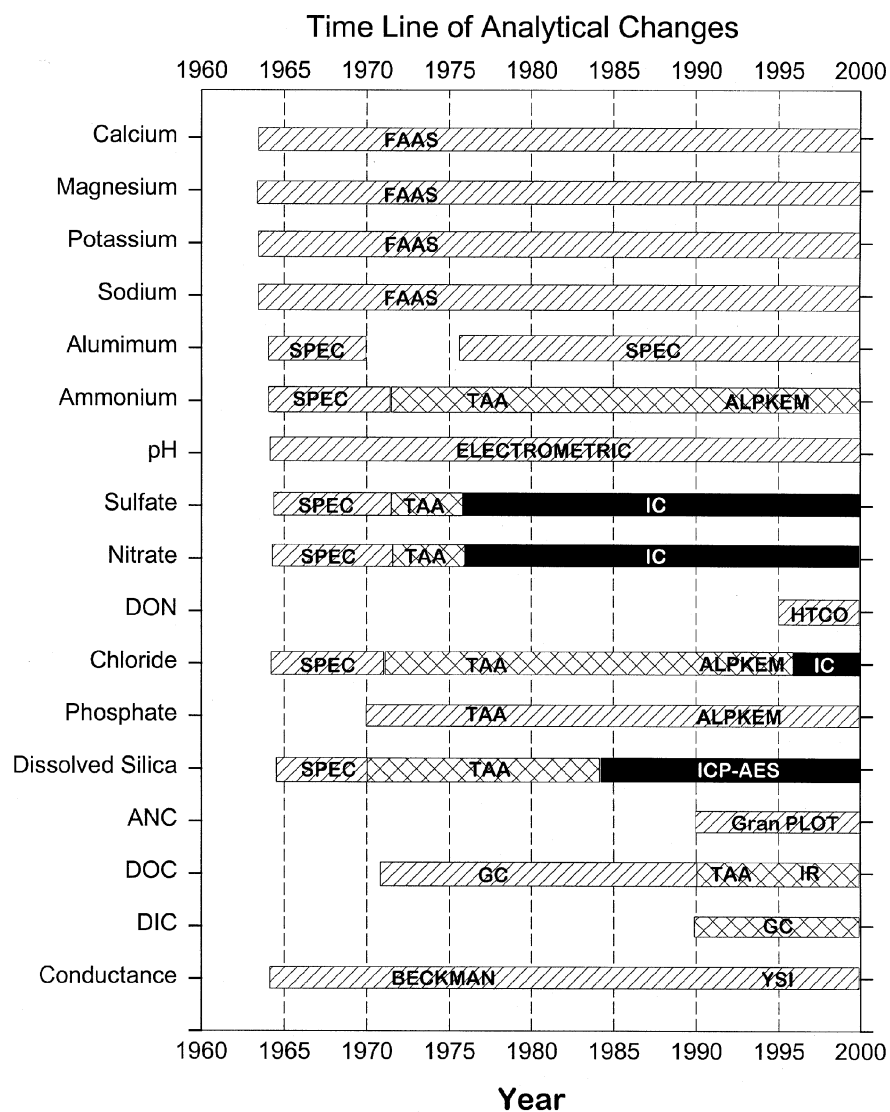 Time Line of Analytical Changes
1960 1965 1970 1975 1980 1985 1990 1995 2000
Calcium FAAS
Magnesium FAAS
Potassium FAAS
Sodium FAAS
Alumimum SPEC SPEC
Ammonium SPEC TAA ALPKEM
pH ELECTROMETRIC
Sulfate SPEC TAA IC
Nitrate SPEC TAA IC
DON HTCO
Chloride SPEC TAA ALPKEM IC
Phosphate TAA ALPKEM
Dissolved Silica SPEC TAA ICP-AES
ANC Gran PLOT
DOC GC TAA IR
DIC GC
Conductance BECKMAN YSI
1960 1965 1970 1975 1980 1985 1990 1995 2000
Year